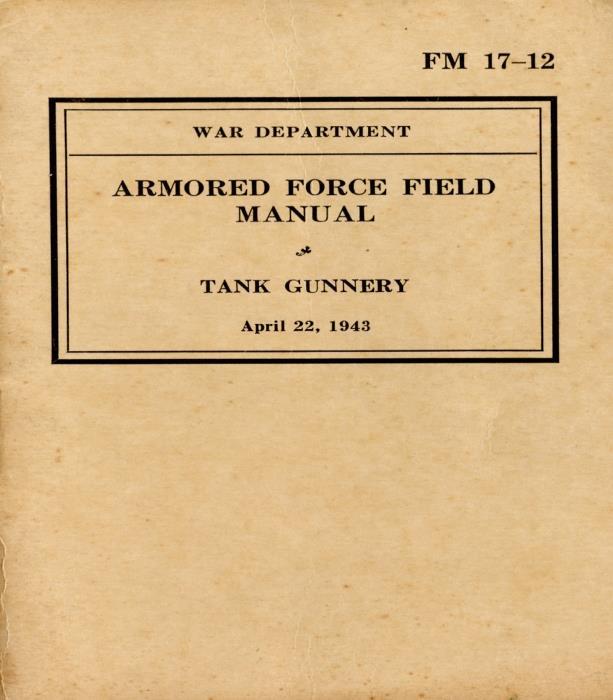 FM 17–12
WAR DEPARTMENT
ARMORED FORCE FIELD
MANUAL
TANK GUNNERY
April 22, 1943